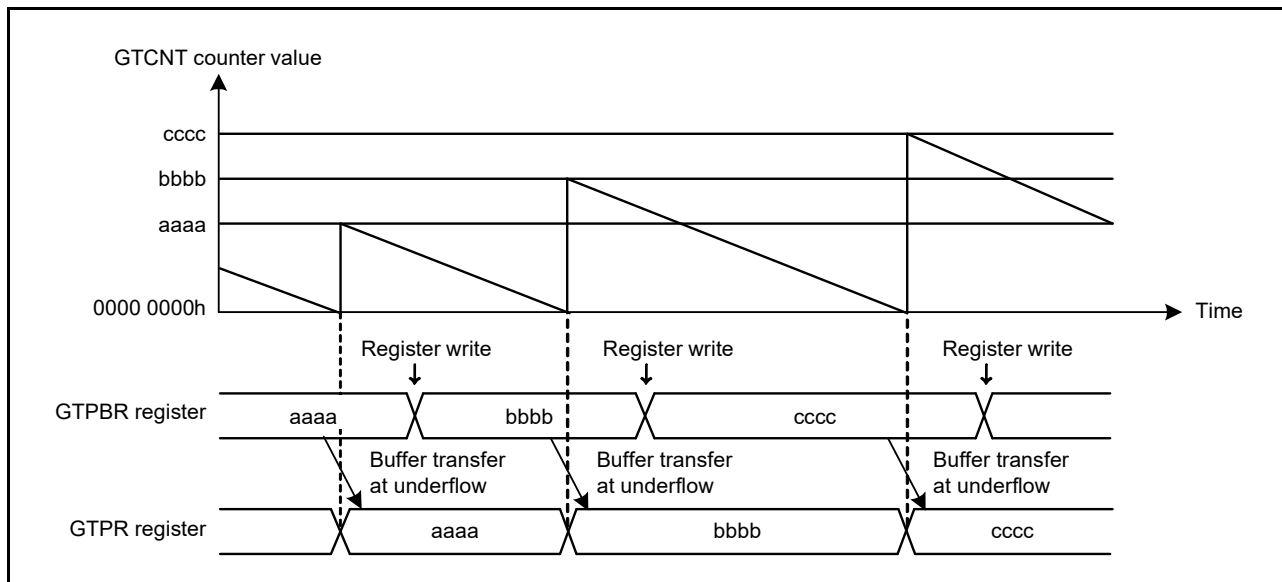 GTCNT counter value
cccc
bbbb
aaaa
0000 0000h
Time
Register write
Register write
Register write
GTPBR register
aaaa
bbbb
cccc
Buffer transfer
at underflow
Buffer transfer
at underflow
Buffer transfer
at underflow
GTPR register
aaaa
bbbb
cccc